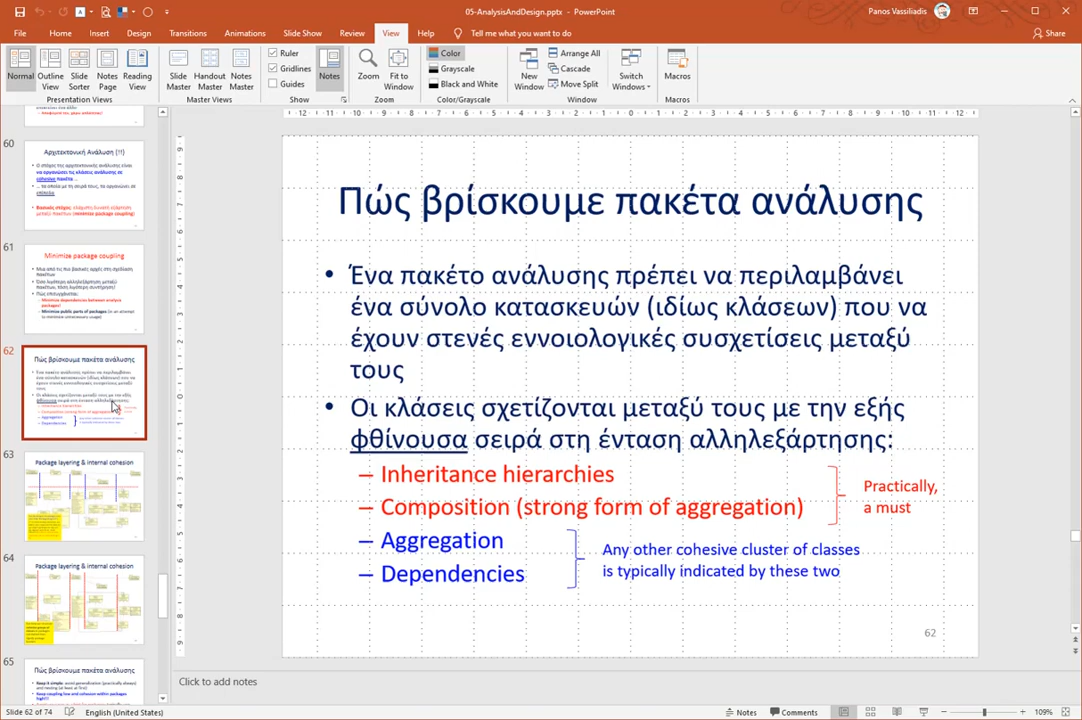 05-AnalysisAndDesign.pptx - PowerPoint
Panos Vassiliadis
File Home Insert Design Transitions Animations Slide Show Review View Help Tell me what you want to do Share
Normal Outline View Slide Sorter Notes Page Reading View
Presentation Views
Slide Master Handout Master Notes Master
Master Views
Ruler
Gridlines
Guides
Show
Notes
Zoom Fit to Window
Zoom
Color
Grayscale
Black and White
Color/Grayscale
New Window
Arrange All
Cascade
Move Split
Switch Windows
Window
Macros
Macros
60
Αρχιτεκτονική Ανάλυση (!!)
61
Minimize package coupling
62
Πώς βρίσκουμε πακέτα ανάλυσης
63
Package layering & internal cohesion
64
Package layering & internal cohesion
65
Πώς βρίσκουμε πακέτα ανάλυσης
Πώς βρίσκουμε πακέτα ανάλυσης
• Ένα πακέτο ανάλυσης πρέπει να περιλαμβάνει
ένα σύνολο κατασκευών (ιδίως κλάσεων) που να
έχουν στενές εννοιολογικές συσχετίσεις μεταξύ
τους
• Οι κλάσεις σχετίζονται μεταξύ τους με την εξής
φθίνουσα σειρά στη ένταση αλληλεξάρτησης:
– Inheritance hierarchies
– Composition (strong form of aggregation)
Practically,
a must
– Aggregation
– Dependencies
Any other cohesive cluster of classes
is typically indicated by these two
62
Click to add notes
Slide 62 of 74 English (United States) Notes Comments 109%